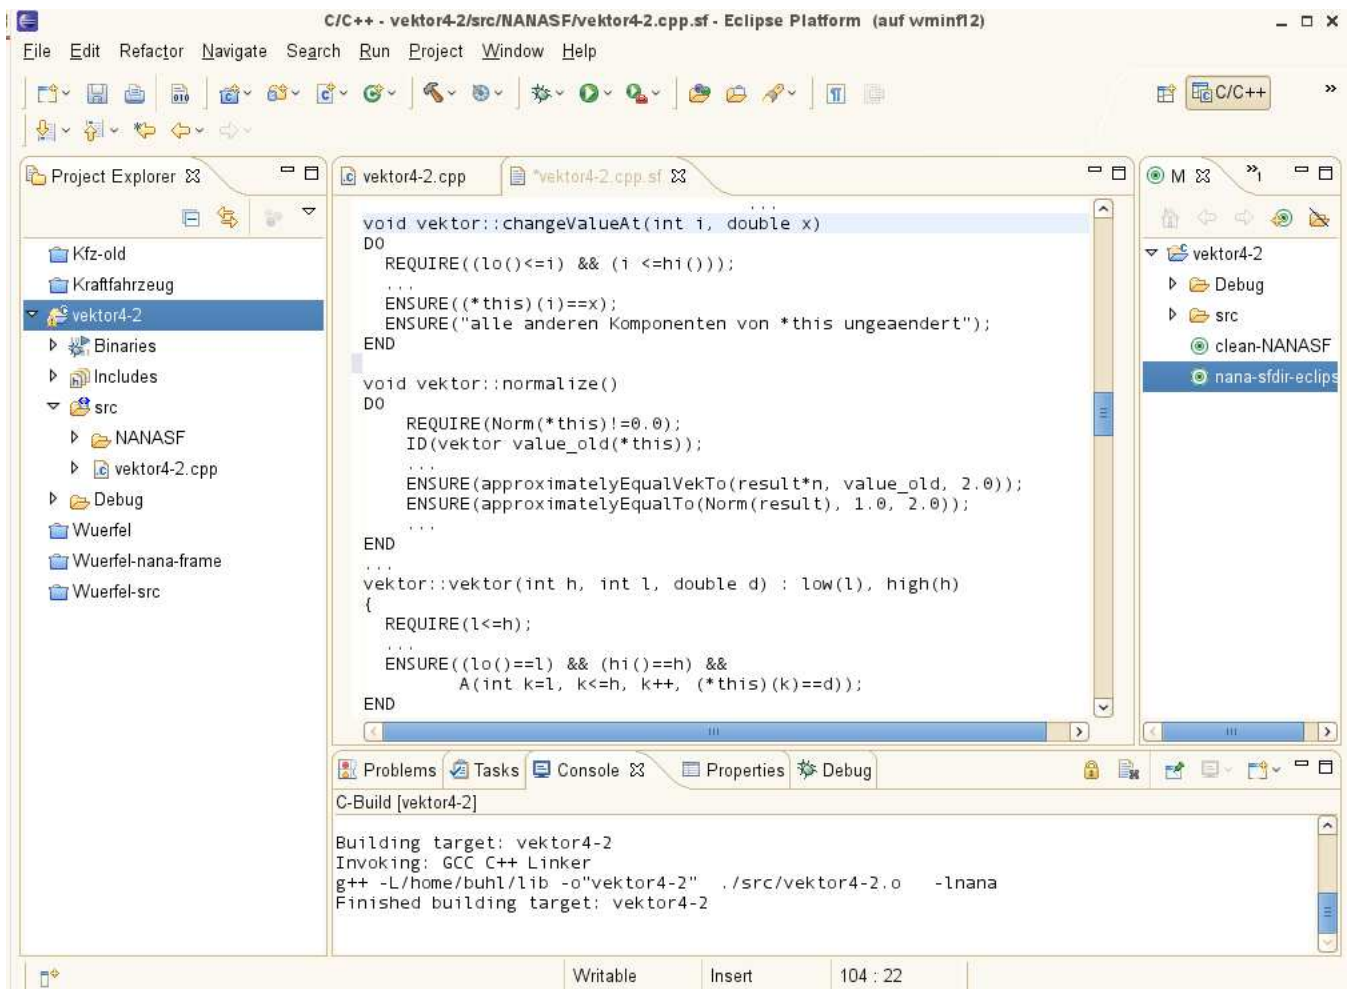 C/C++ - vektor4-2/src/NANASF/vektor4-2.cpp.sf - Eclipse Platform (auf wminf12)
File Edit Refactor Navigate Search Run Project Window Help
C/C++ »
Project Explorer
Kfz-old
Kraftfahrzeug
vektor4-2
Binaries
Includes
src
NANASF
vektor4-2.cpp
Debug
Wuerfel
Wuerfel-nana-frame
Wuerfel-src
vektor4-2.cpp *vektor4-2.cpp.sf
...
void vektor::changeValueAt(int i, double x)
DO
REQUIRE((lo()<=i) && (i <=hi()));
...
ENSURE((*this)(i)==x);
ENSURE("alle anderen Komponenten von *this ungeaendert");
END
void vektor::normalize()
DO
REQUIRE(Norm(*this)!=0.0);
ID(vektor value_old(*this));
...
ENSURE(approximatelyEqualVekTo(result*n, value_old, 2.0));
ENSURE(approximatelyEqualTo(Norm(result), 1.0, 2.0));
...
END
...
vektor::vektor(int h, int l, double d) : low(l), high(h)
{
REQUIRE(l<=h);
...
ENSURE((lo()==l) && (hi()==h) &&
A(int k=l, k<=h, k++, (*this)(k)==d));
END
M »1
vektor4-2
Debug
src
clean-NANASF
nana-sfdir-eclips
Problems Tasks Console Properties Debug
C-Build [vektor4-2]
Building target: vektor4-2
Invoking: GCC C++ Linker
g++ -L/home/buhl/lib -o"vektor4-2" ./src/vektor4-2.o -lnana
Finished building target: vektor4-2
Writable Insert 104 : 22